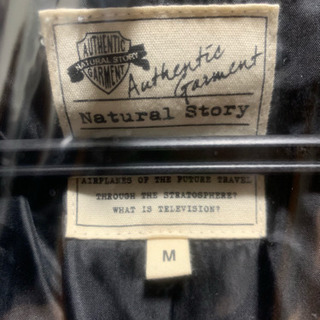 AUTHENTIC
NATURAL STORY
GARMENT
Authentic
Garment
Natural Story
AIRPLANES OF THE FUTURE TRAVEL
THROUGH THE STRATOSPHERE?
WHAT IS TELEVISION?
M